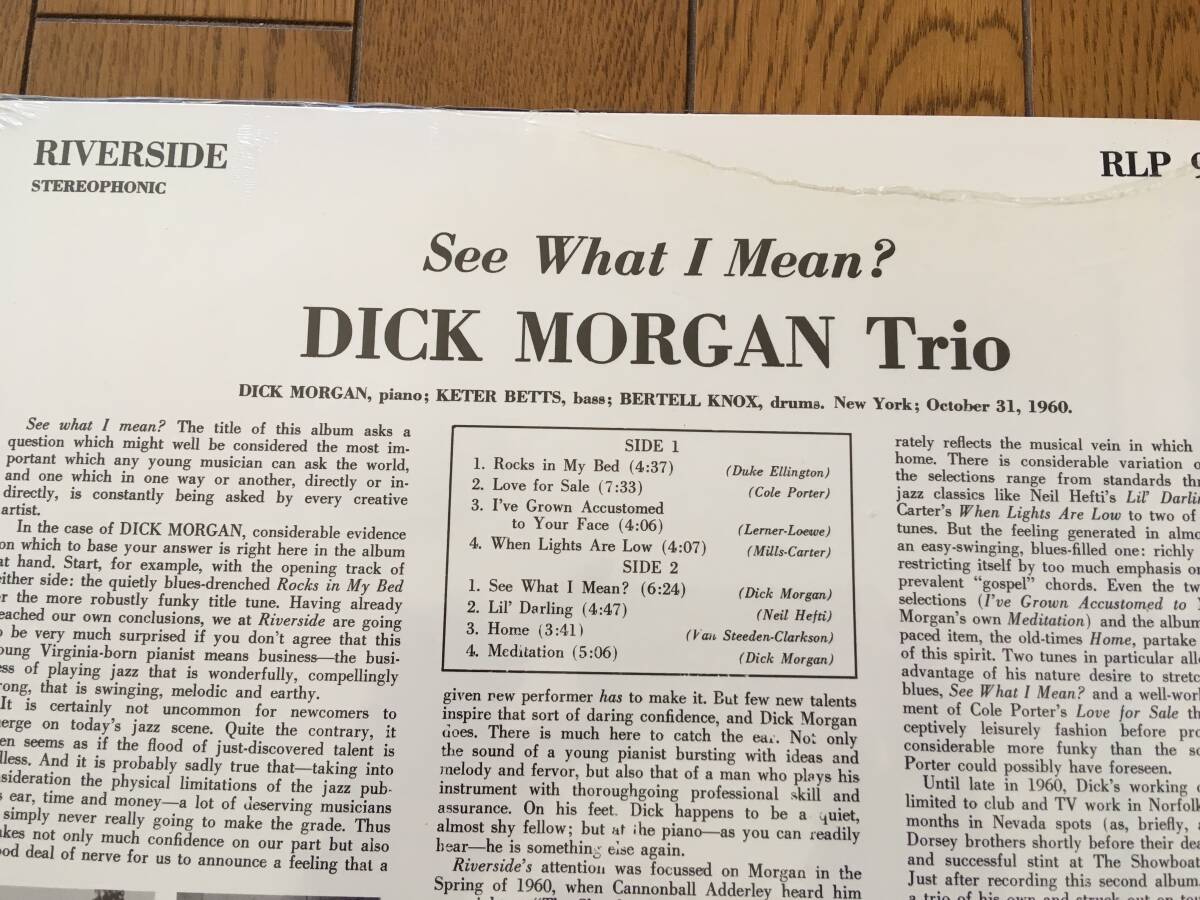 RIVERSIDE
STEREOPHONIC
RLP
See What I Mean?
DICK MORGAN Trio
DICK MORGAN, piano; KETER BETTS, bass; BERTELL KNOX, drums. New York; October 31, 1960.
See what I mean? The title of this album asks a
question which might well be considered the most im-
portant which any young musician can ask the world,
and one which in one way or another, directly or in-
directly, is constantly being asked by every creative
artist.
In the case of DICK MORGAN, considerable evidence
on which to base your answer is right here in the album
at hand. Start, for example, with the opening track of
either side: the quietly blues-drenched Rocks in My Bed
the more robustly funky title tune. Having already
reached our own conclusions, we at Riverside are going
be very much surprised if you don't agree that this
young Virginia-born pianist means business—the busi-
ess of playing jazz that is wonderfully, compellingly
rong, that is swinging, melodic and earthy.
It is certainly not uncommon for newcomers to
erge on today's jazz scene. Quite the contrary, it
en seems as if the flood of just-discovered talent is
dless. And it is probably sadly true that—taking into
sideration the physical limitations of the jazz pub-
s ear, time and money—a lot of deserving musicians
simply never really going to make the grade. Thus
akes not only much confidence on our part but also
ood deal of nerve for us to announce a feeling that a
SIDE 1
1. Rocks in My Bed (4:37) (Duke Ellington)
2. Love for Sale (7:33) (Cole Porter)
3. I've Grown Accustomed
to Your Face (4:06) (Lerner-Loewe)
4. When Lights Are Low (4:07) (Mills-Carter)
SIDE 2
1. See What I Mean? (6:24) (Dick Morgan)
2. Lil' Darling (4:47) (Neil Hefti)
3. Home (3:41) (Van Steeden-Clarkson)
4. Meditation (5:06) (Dick Morgan)
given new performer has to make it. But few new talents
inspire that sort of daring confidence, and Dick Morgan
does. There is much here to catch the ear. Not only
the sound of a young pianist bursting with ideas and
melody and fervor, but also that of a man who plays his
instrument with thoroughgoing professional skill and
assurance. On his feet, Dick happens to be a quiet,
almost shy fellow; but at the piano—as you can readily
hear—he is something else again.
Riverside's attention was focussed on Morgan in the
Spring of 1960, when Cannonball Adderley heard him
rately reflects the musical vein in which
home. There is considerable variation o
the selections range from standards thr
jazz classics like Neil Hefti's Lil' Darlin
Carter's When Lights Are Low to two of
tunes. But the feeling generated in almo
an easy-swinging, blues-filled one: richly
restricting itself by too much emphasis on
prevalent "gospel" chords. Even the tw
selections (I've Grown Accustomed to
Morgan's own Meditation) and the album
paced item, the old-times Home, partake
of this spirit. Two tunes in particular all
advantage of his nature desire to stretc
blues, See What I Mean? and a well-work
ment of Cole Porter's Love for Sale th
ceptively leisurely fashion before pro
considerable more funky than the so
Porter could possibly have foreseen.
Until late in 1960, Dick's working
limited to club and TV work in Norfolk
months in Nevada spots (as, briefly,
Dorsey brothers shortly before their dea
and successful stint at The Showboat
Just after recording this second album
a trio of his own and struck out on to